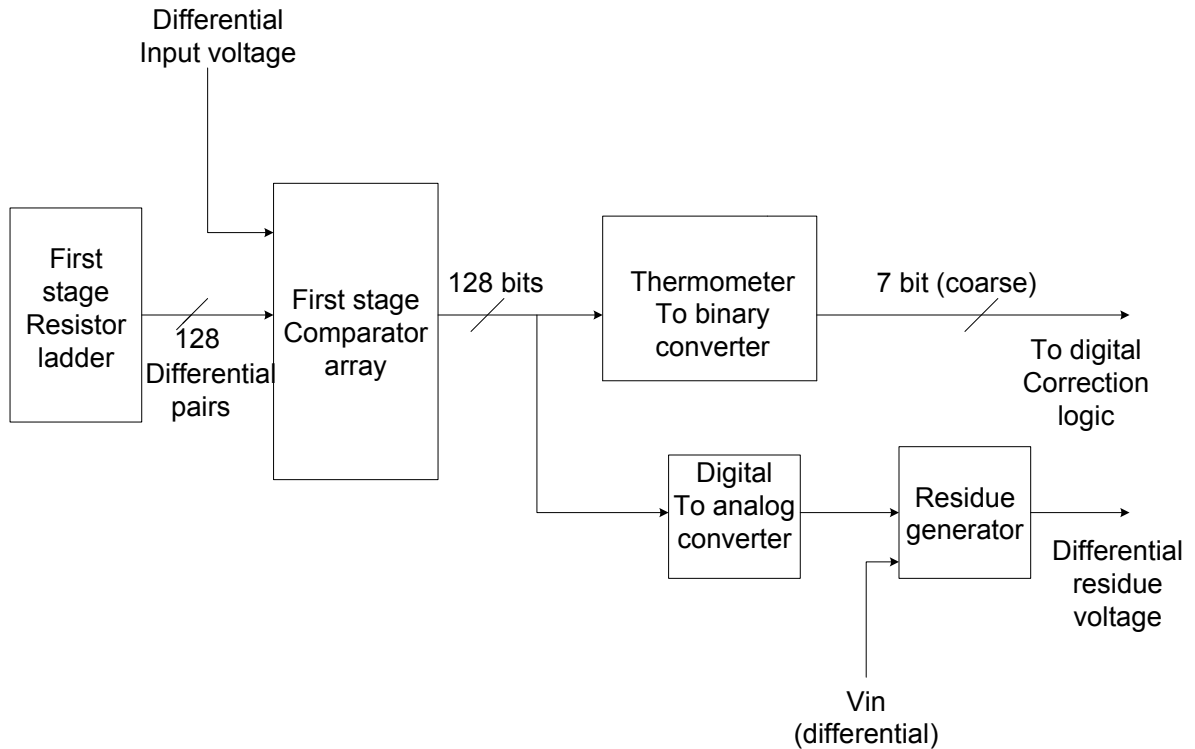 Differential
Input voltage
First
stage
Resistor
ladder
128
Differential
pairs
First stage
Comparator
array
128 bits
Thermometer
To binary
converter
7 bit (coarse)
To digital
Correction
logic
Digital
To analog
converter
Residue
generator
Differential
residue
voltage
Vin
(differential)